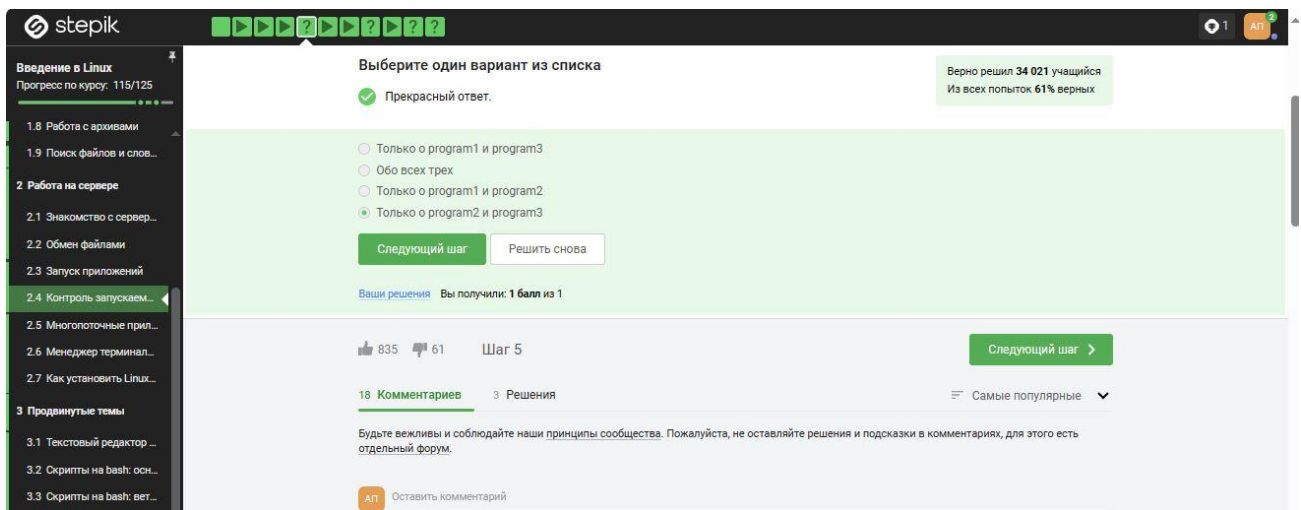 stepik
? ? ? ?
1
АП
2
Введение в Linux
Прогресс по курсу: 115/125
1.8 Работа с архивами
1.9 Поиск файлов и слов...
2 Работа на сервере
2.1 Знакомство с сервер...
2.2 Обмен файлами
2.3 Запуск приложений
2.4 Контроль запускаем...
2.5 Многопоточные прил...
2.6 Менеджер терминал...
2.7 Как установить Linux...
3 Продвинутые темы
3.1 Текстовый редактор ...
3.2 Скрипты на bash: осн...
3.3 Скрипты на bash: вет...
Выберите один вариант из списка
Прекрасный ответ.
Верно решил 34 021 учащийся
Из всех попыток 61% верных
Только о program1 и program3
Обо всех трех
Только о program1 и program2
Только о program2 и program3
Следующий шаг Решить снова
Ваши решения Вы получили: 1 балл из 1
835 61 Шаг 5 Следующий шаг
18 Комментариев 3 Решения Самые популярные
Будьте вежливы и соблюдайте наши принципы сообщества. Пожалуйста, не оставляйте решения и подсказки в комментариях, для этого есть
отдельный форум.
АП Оставить комментарий